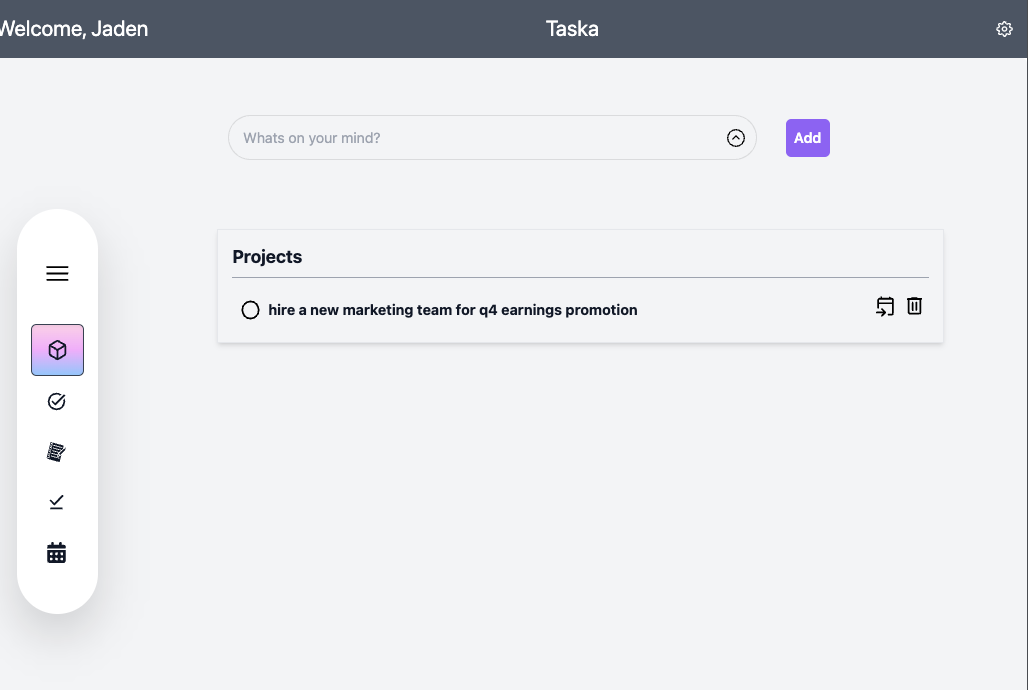 Welcome, Jaden
Taska
Whats on your mind?
Add
Projects
hire a new marketing team for q4 earnings promotion